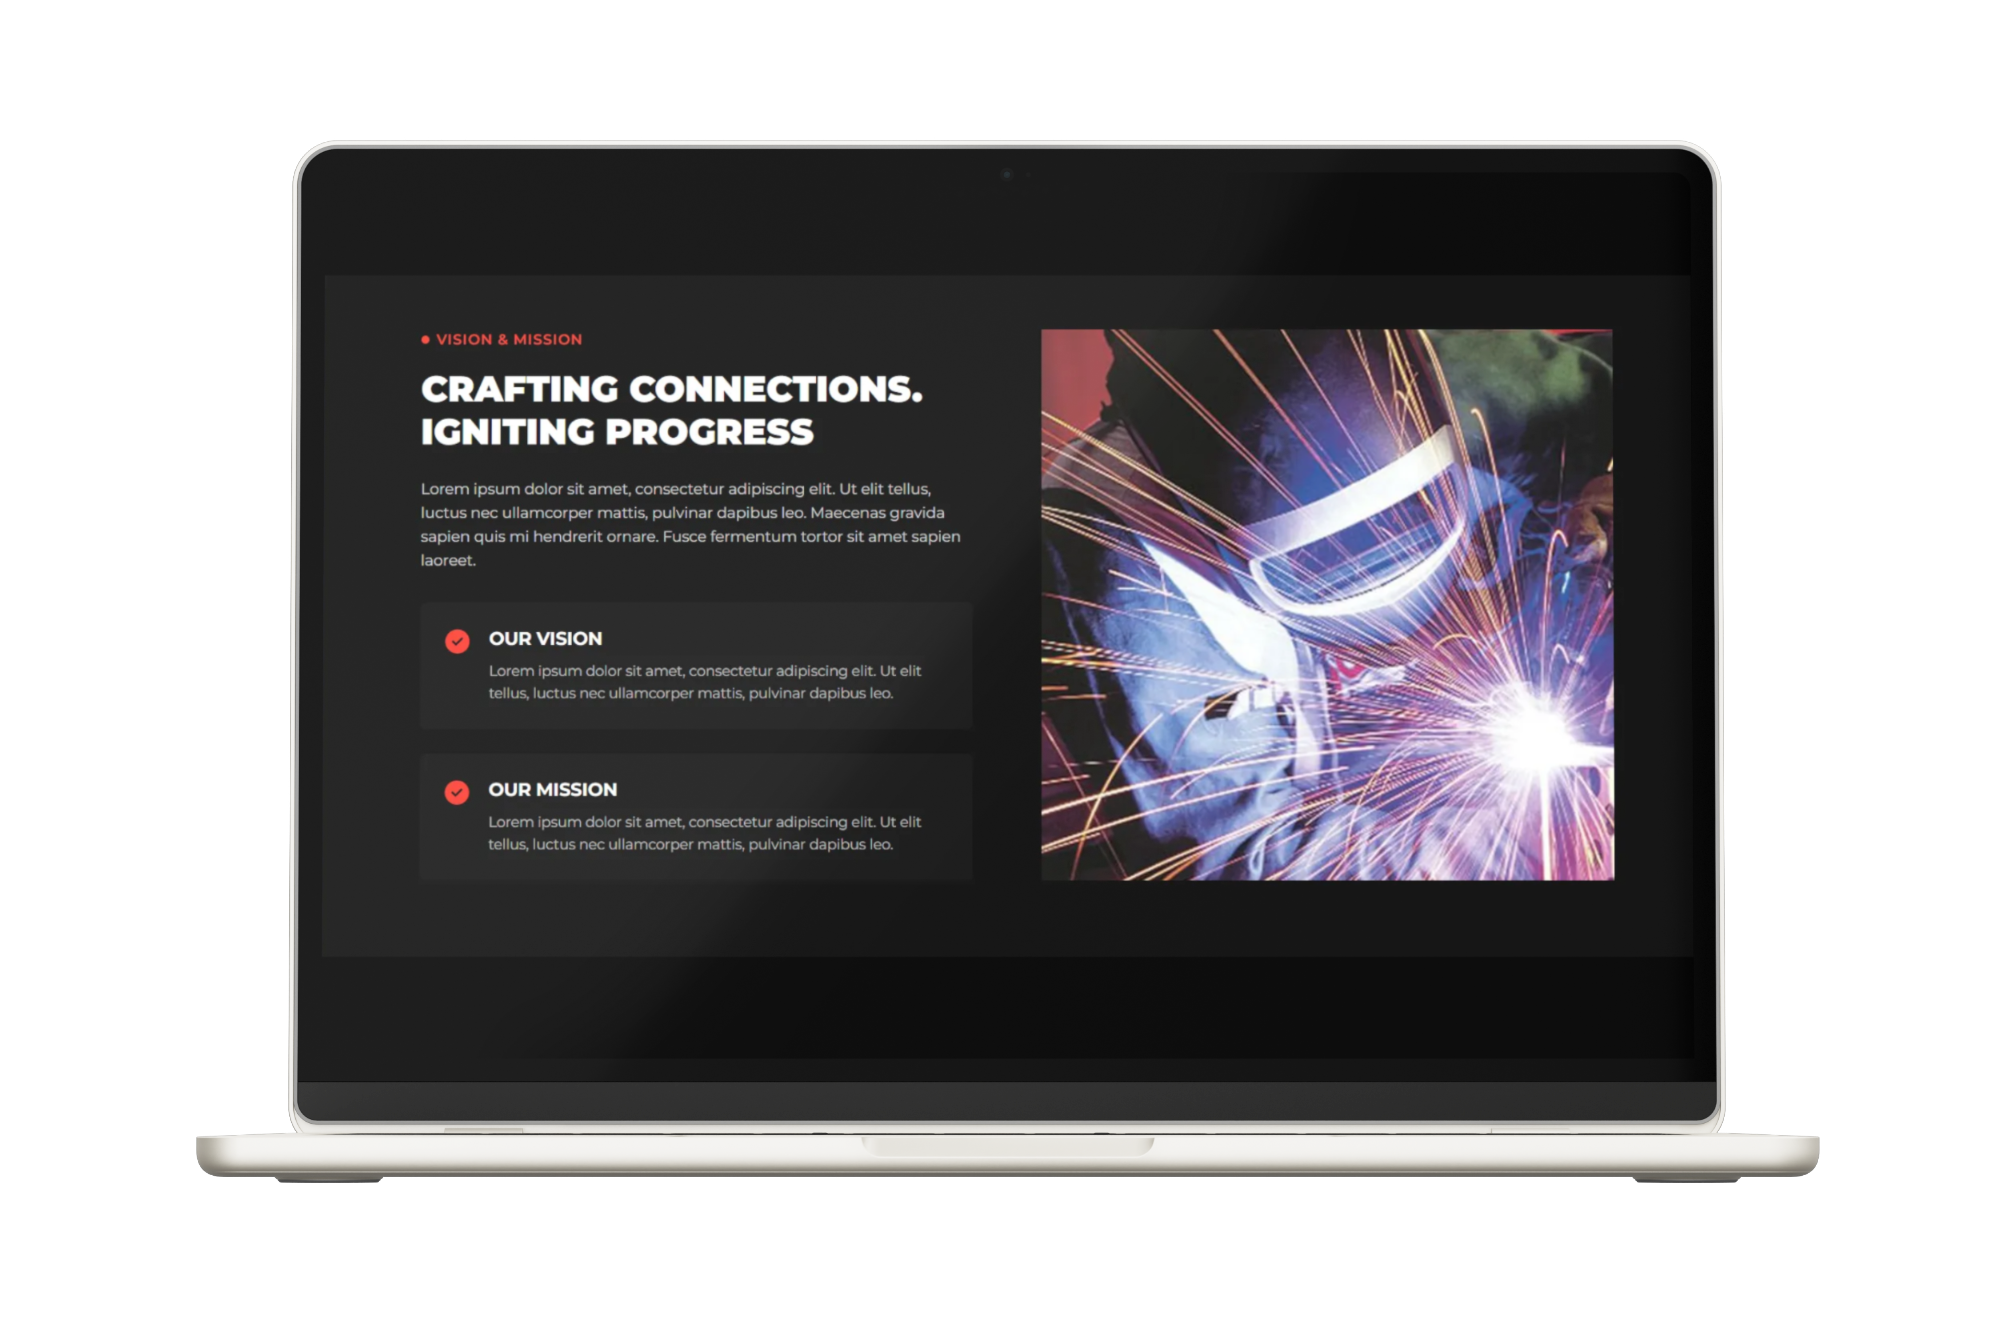 VISION & MISSION
CRAFTING CONNECTIONS.
IGNITING PROGRESS
Lorem ipsum dolor sit amet, consectetur adipiscing elit. Ut elit tellus,
luctus nec ullamcorper mattis, pulvinar dapibus leo. Maecenas gravida
sapien quis mi hendrerit ornare. Fusce fermentum tortor sit amet sapien
laoreet.
OUR VISION
Lorem ipsum dolor sit amet, consectetur adipiscing elit. Ut elit
tellus, luctus nec ullamcorper mattis, pulvinar dapibus leo.
OUR MISSION
Lorem ipsum dolor sit amet, consectetur adipiscing elit. Ut elit
tellus, luctus nec ullamcorper mattis, pulvinar dapibus leo.